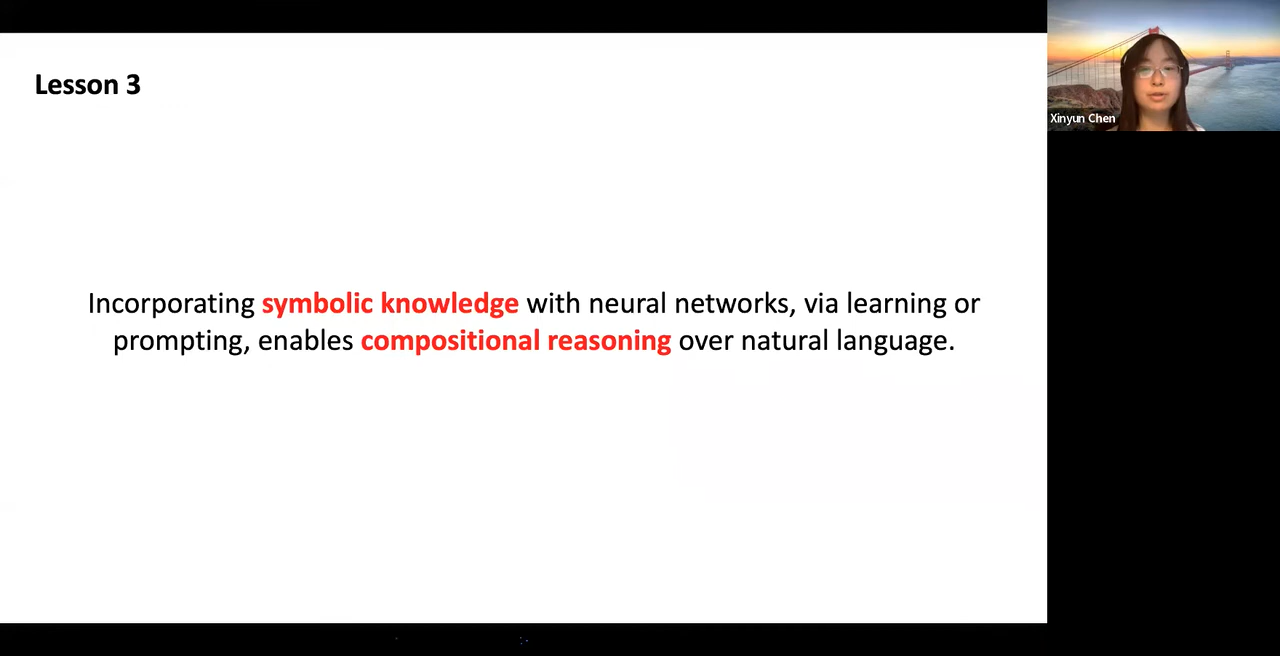 Lesson 3
Incorporating symbolic knowledge with neural networks, via learning or
prompting, enables compositional reasoning over natural language.
Xinyun Chen